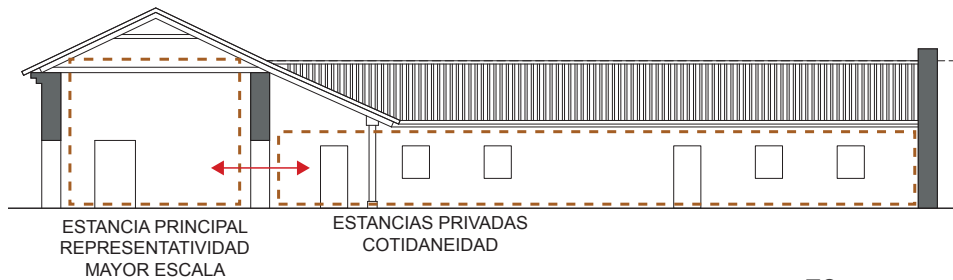 ESTANCIA PRINCIPAL
REPRESENTATIVIDAD
MAYOR ESCALA
ESTANCIAS PRIVADAS
COTIDANEIDAD